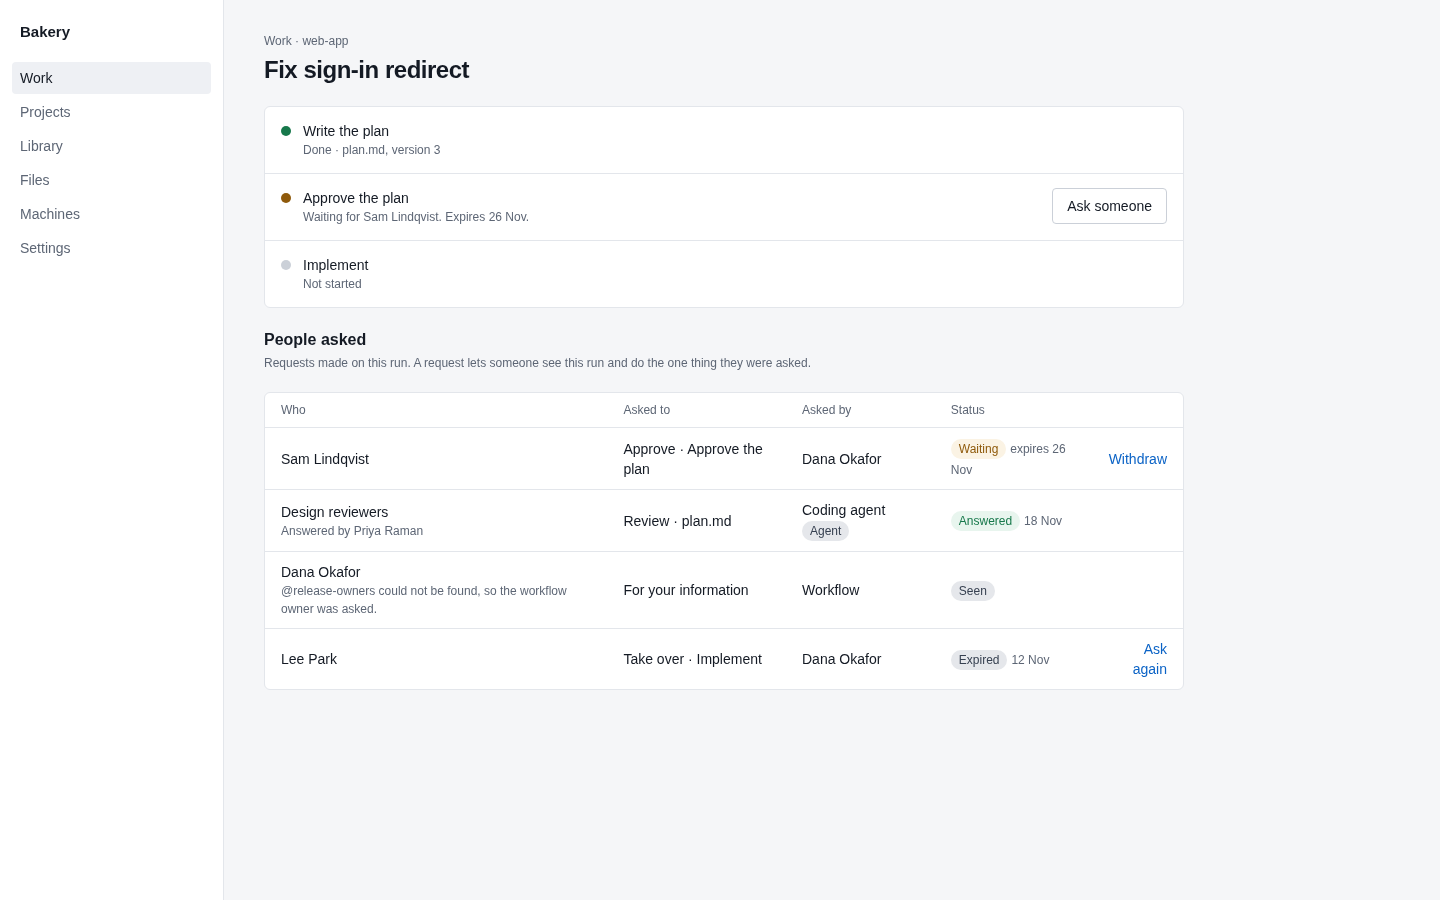 Bakery
Work
Projects
Library
Files
Machines
Settings
Work · web-app
Fix sign-in redirect
Write the plan
Done · plan.md, version 3
Approve the plan
Waiting for Sam Lindqvist. Expires 26 Nov.
Ask someone
Implement
Not started
People asked
Requests made on this run. A request lets someone see this run and do the one thing they were asked.
Who Asked to Asked by Status
Sam Lindqvist
Approve · Approve the
plan
Dana Okafor
Waiting expires 26
Nov
Withdraw
Design reviewers
Answered by Priya Raman
Review · plan.md
Coding agent
Agent
Answered 18 Nov
Dana Okafor
@release-owners could not be found, so the workflow
owner was asked.
For your information
Workflow
Seen
Lee Park
Take over · Implement
Dana Okafor
Expired 12 Nov
Ask
again